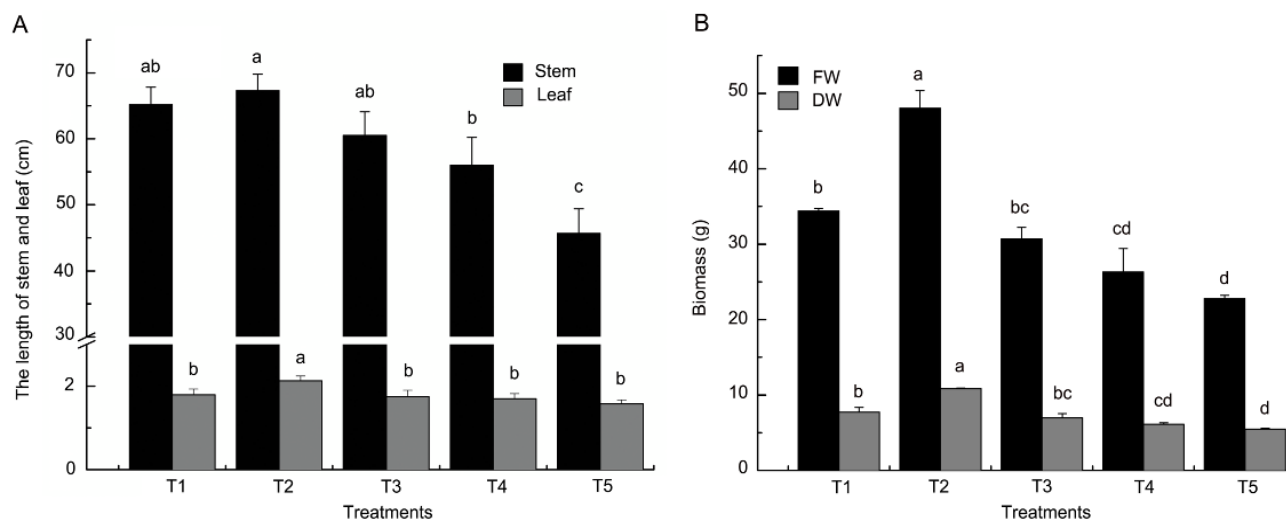 A
The length of stem and leaf (cm)
70
60
50
40
30
2
0
ab
a
ab
b
c
b
a
b
b
b
Stem
Leaf
T1 T2 T3 T4 T5
Treatments
B
Biomass (g)
50
40
30
20
10
0
FW
DW
b
a
bc
cd
d
b
a
bc
cd
d
T1 T2 T3 T4 T5
Treatments